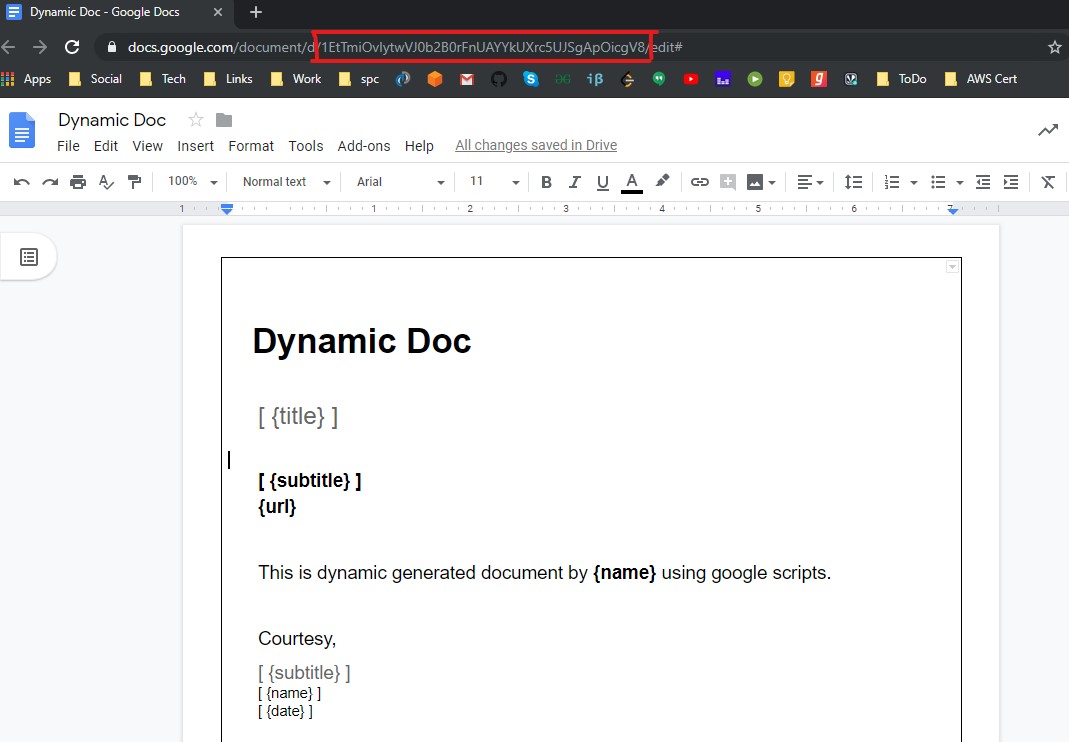 Dynamic Doc - Google Docs
docs.google.com/document/d/1EtTmiOvIytwVJ0b2B0rFnUAYYkUXrc5UJSgApOicgV8/edit#
Apps Social Tech Links Work spc ToDo AWS Cert
Dynamic Doc
File Edit View Insert Format Tools Add-ons Help All changes saved in Drive
100% Normal text Arial 11 B I U A
1 1 2 3 4 5 6 7
Dynamic Doc
[ {title} ]
[ {subtitle} ]
{url}
This is dynamic generated document by {name} using google scripts.
Courtesy,
[ {subtitle} ]
[ {name} ]
[ {date} ]